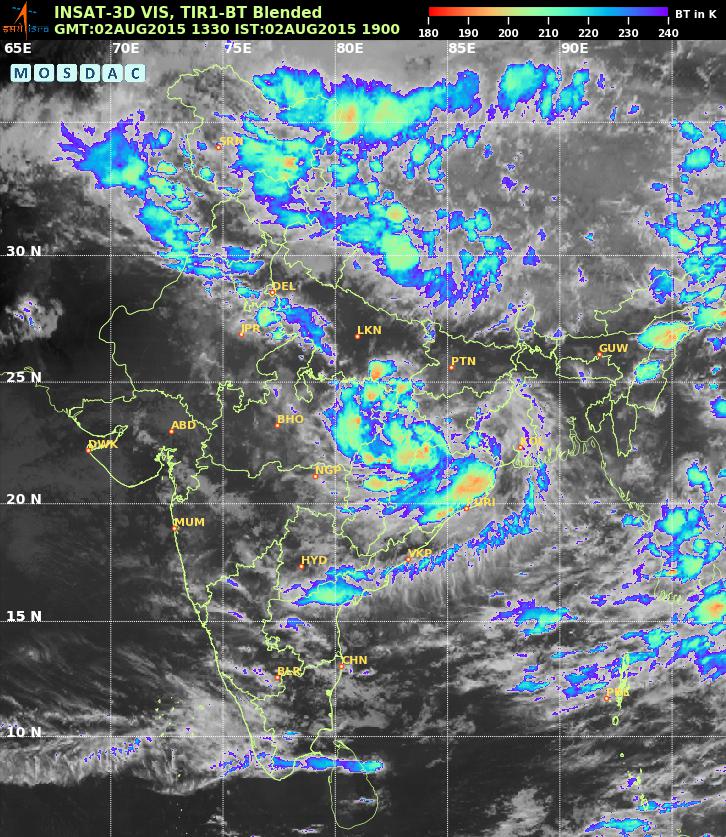 INSAT-3D VIS, TIR1-BT Blended
GMT:02AUG2015 1330 IST:02AUG2015 1900
BT in K
180 190 200 210 220 230 240
65E 70E 75E 80E 85E 90E
MOSDAC
SRN
30 N
DEL
JPR LKN
GUW
PTN
25 N
ABD BHO
DWK KOL
NGP
20 N
PURI
MUM
HYD VKP
15 N
CHN
BLR
PBL
10 N